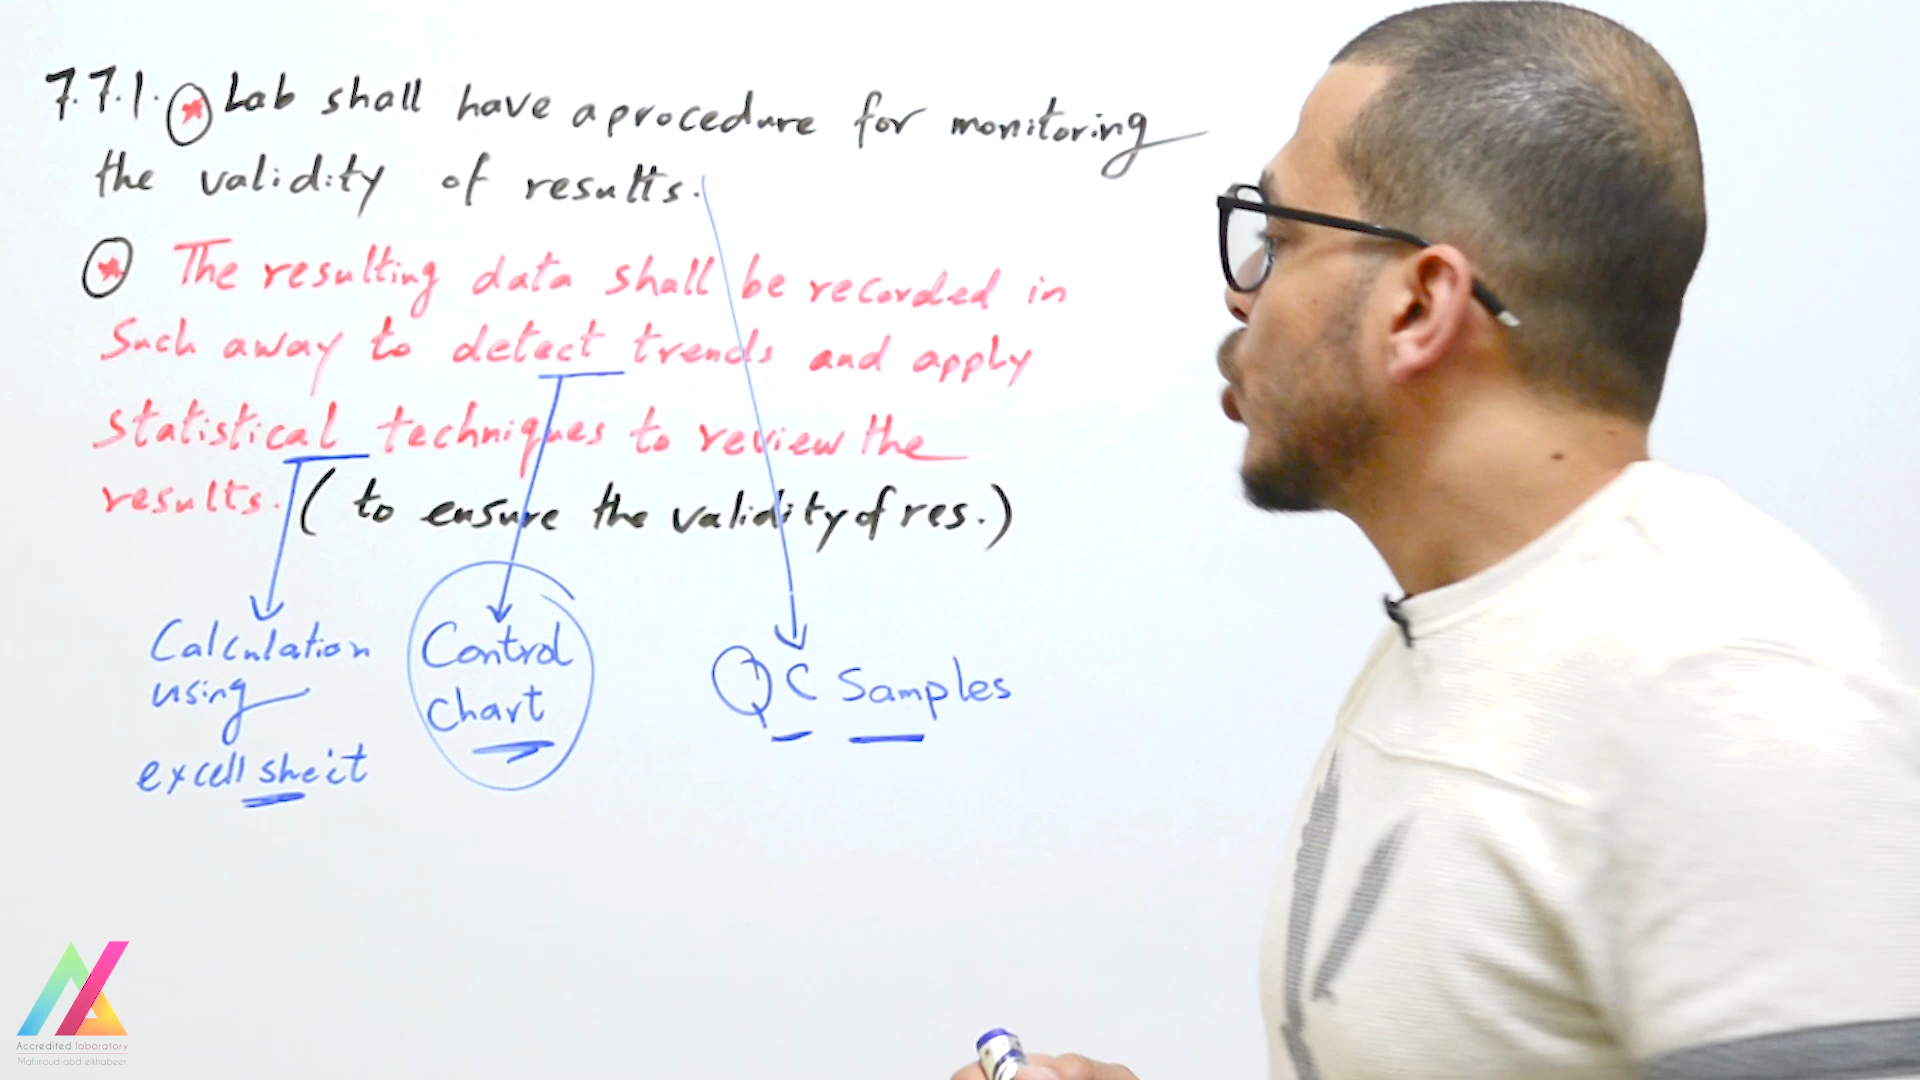 7.7.1. Lab shall have a procedure for monitoring
the validity of results.
The resulting data shall be recorded in
Such away to detect trends and apply
statistical techniques to review the
results. ( to ensure the validity of res.)
Calculation
using
excell sheit
Control
chart
QC Samples
Accredited laboratory
Mahmoud abd elkhabeer